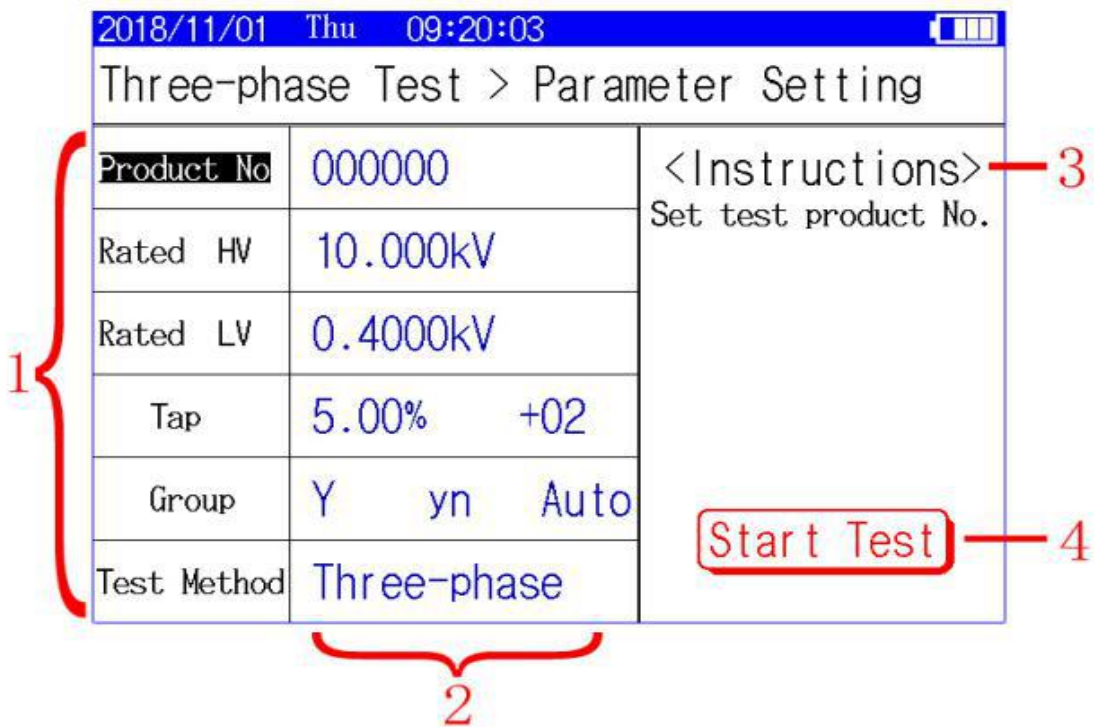 2018/11/01 Thu 09:20:03
Three-phase Test > Parameter Setting
Product No 000000
Rated HV 10.000kV
Rated LV 0.4000kV
Tap 5.00% +02
Group Y yn Auto
Test Method Three-phase
<Instructions>
Set test product No.
Start Test
1
2
3
4